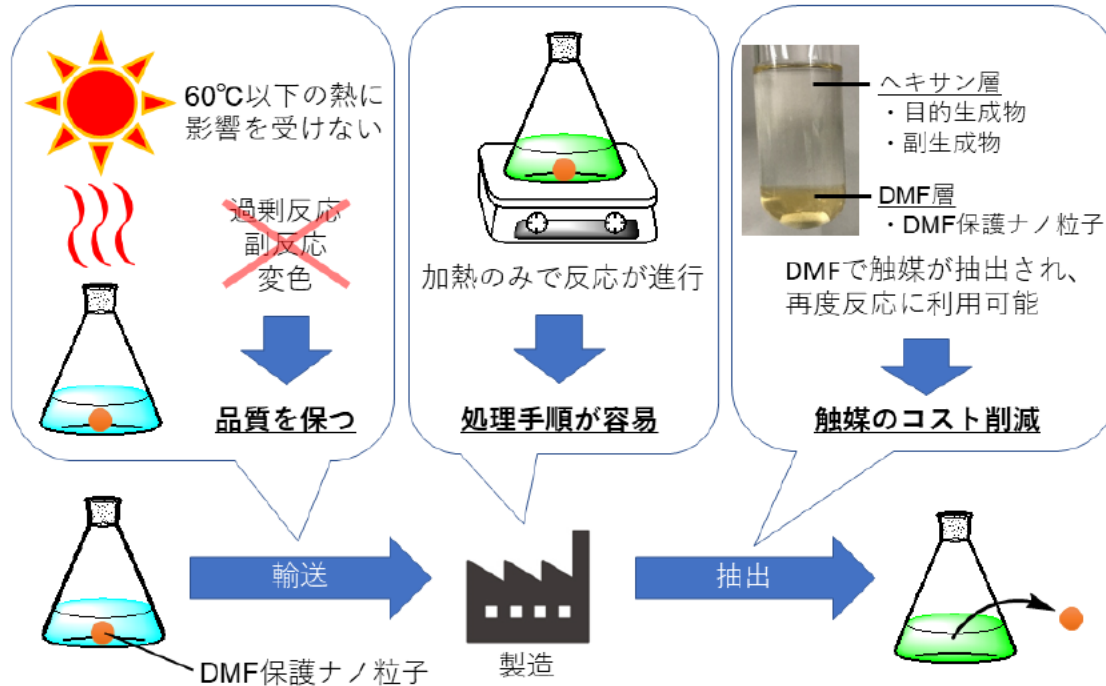 60℃以下の熱に
影響を受けない
過剰反応
副反応
変色
品質を保つ
加熱のみで反応が進行
処理手順が容易
ヘキサン層
・目的生成物
・副生成物
DMF層
・DMF保護ナノ粒子
DMFで触媒が抽出され、
再度反応に利用可能
触媒のコスト削減
輸送
抽出
製造
DMF保護ナノ粒子